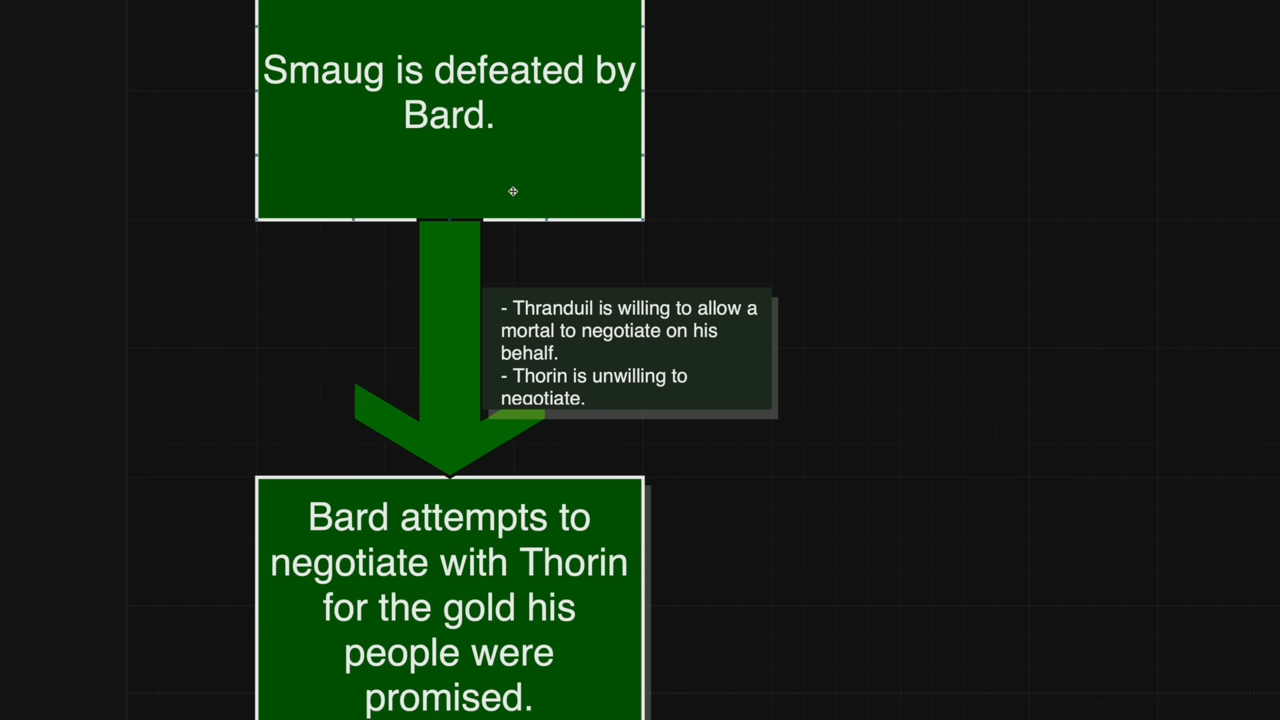 Smaug is defeated by
Bard.
- Thranduil is willing to allow a
mortal to negotiate on his
behalf.
- Thorin is unwilling to
negotiate.
Bard attempts to
negotiate with Thorin
for the gold his
people were
promised.